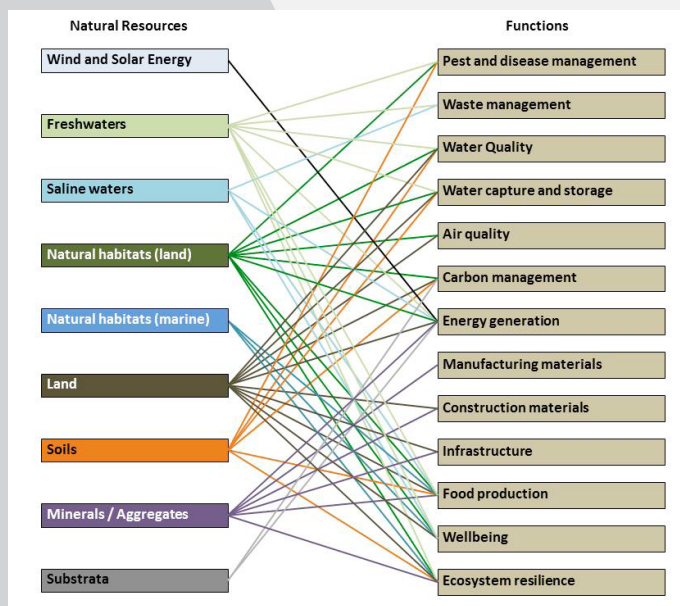 Natural Resources
Functions
Wind and Solar Energy
Freshwaters
Saline waters
Natural habitats (land)
Natural habitats (marine)
Land
Soils
Minerals / Aggregates
Substrata
Pest and disease management
Waste management
Water Quality
Water capture and storage
Air quality
Carbon management
Energy generation
Manufacturing materials
Construction materials
Infrastructure
Food production
Wellbeing
Ecosystem resilience